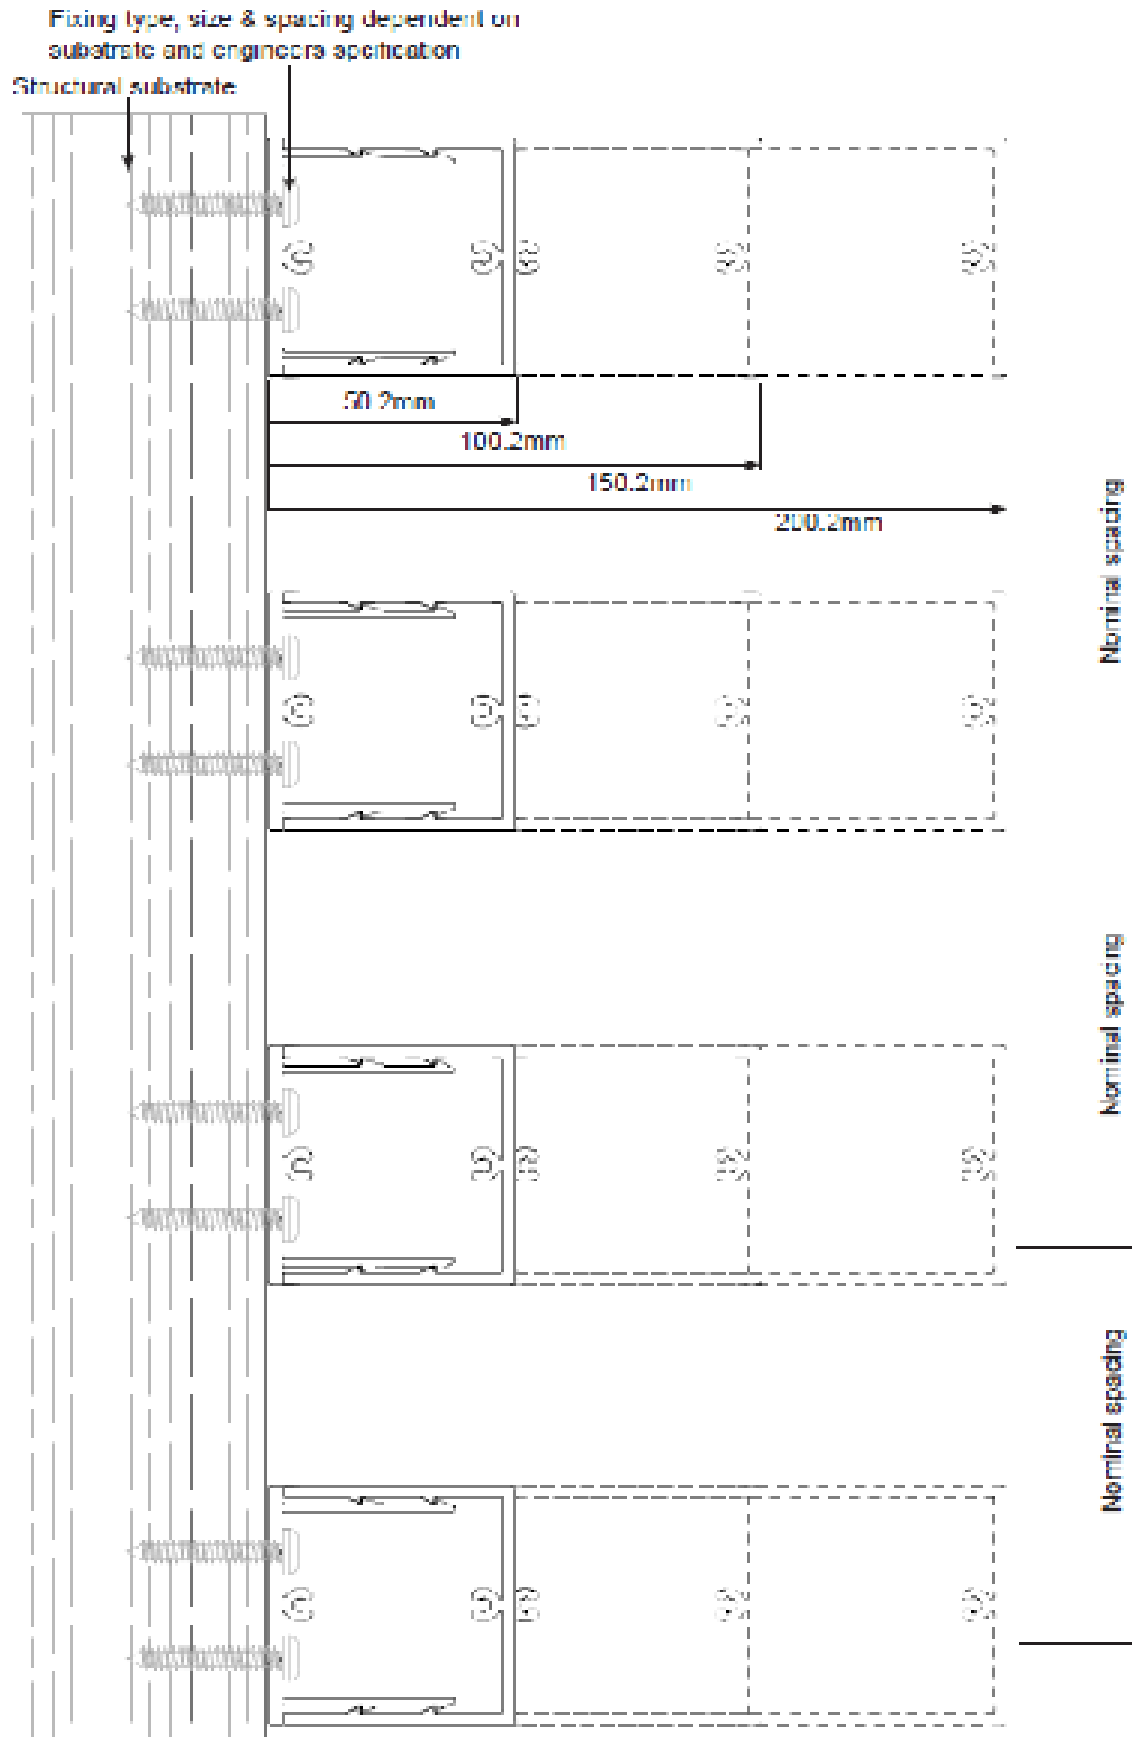 Fixing type, size & spacing dependent on
substrate and engineers spcification
Structural substrate
50.2mm
100.2mm
150.2mm
200.2mm
Nominal spacing
Nominal spacing
Nominal spacing